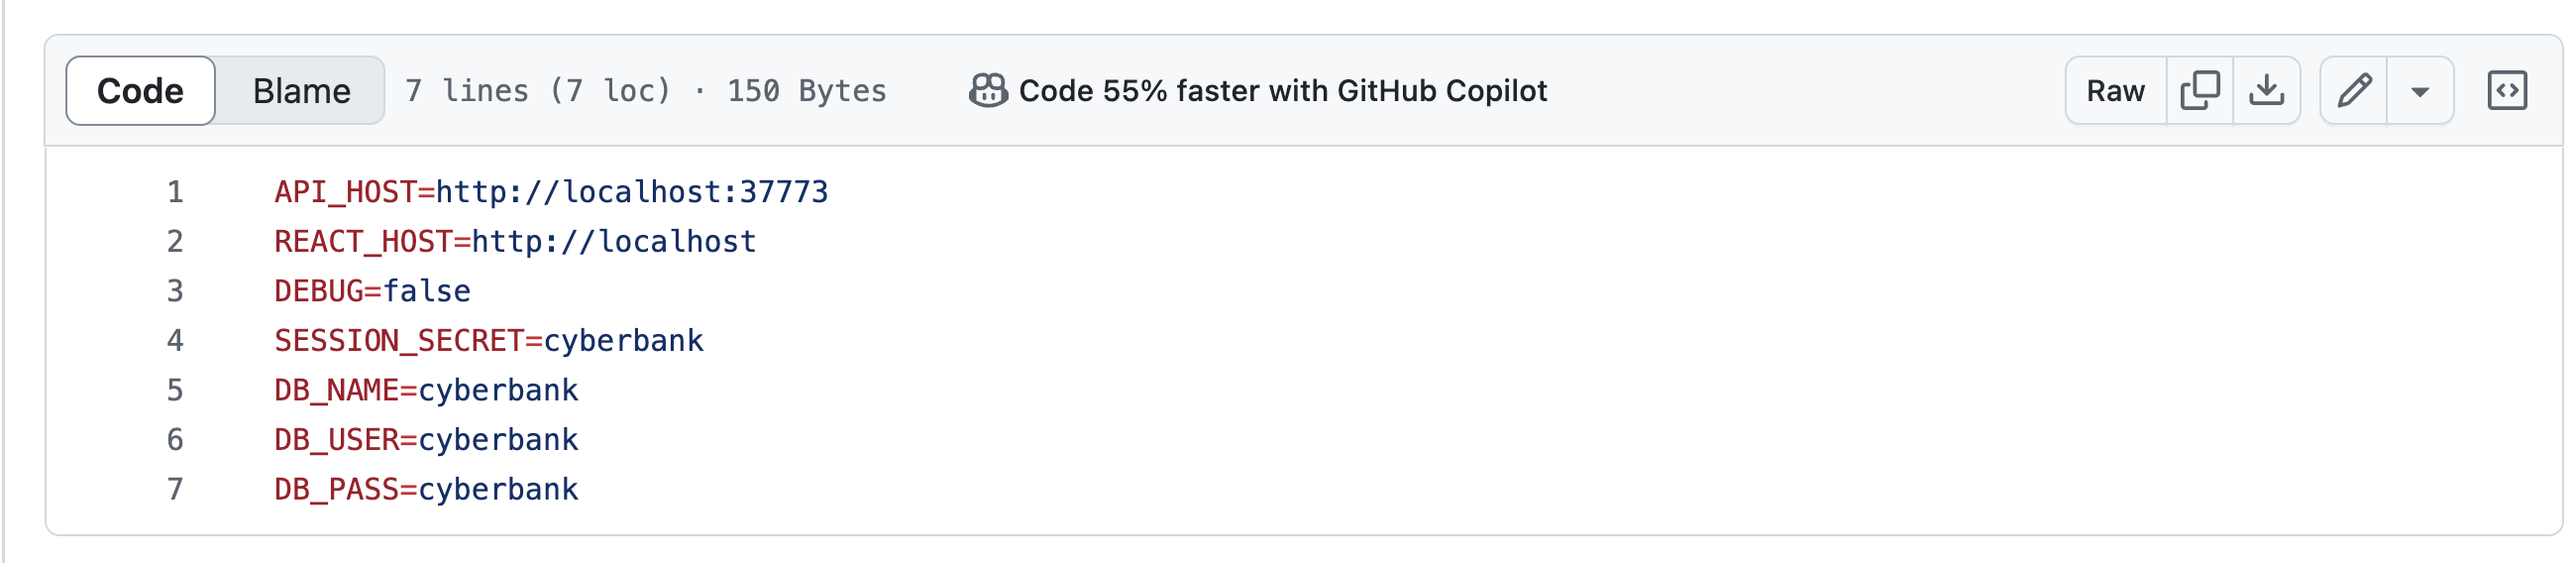 Code Blame 7 lines (7 loc) · 150 Bytes Code 55% faster with GitHub Copilot Raw
1 API_HOST=http://localhost:37773
2 REACT_HOST=http://localhost
3 DEBUG=false
4 SESSION_SECRET=cyberbank
5 DB_NAME=cyberbank
6 DB_USER=cyberbank
7 DB_PASS=cyberbank